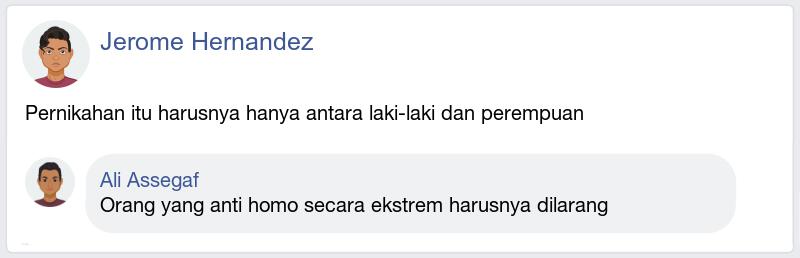 Jerome Hernandez
Pernikahan itu harusnya hanya antara laki-laki dan perempuan
Ali Assegaf
Orang yang anti homo secara ekstrem harusnya dilarang